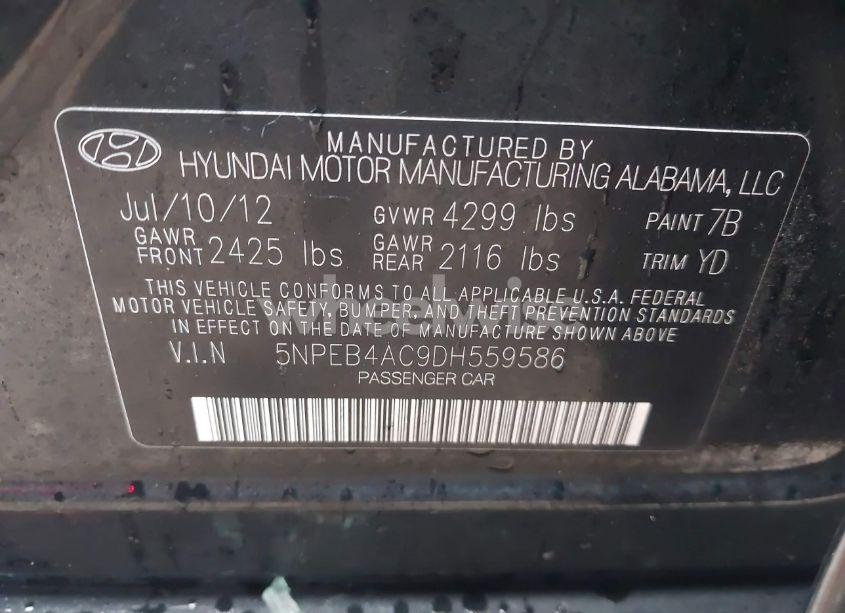 MANUFACTURED BY
HYUNDAI MOTOR MANUFACTURING ALABAMA, LLC
Jul/10/12 GVWR 4299 lbs PAINT 7B
GAWR FRONT 2425 lbs GAWR REAR 2116 lbs TRIM YD
THIS VEHICLE CONFORMS TO ALL APPLICABLE U.S.A. FEDERAL
MOTOR VEHICLE SAFETY, BUMPER, AND THEFT PREVENTION STANDARDS
IN EFFECT ON THE DATE OF MANUFACTURE SHOWN ABOVE
V.I.N 5NPEB4AC9DH559586
PASSENGER CAR